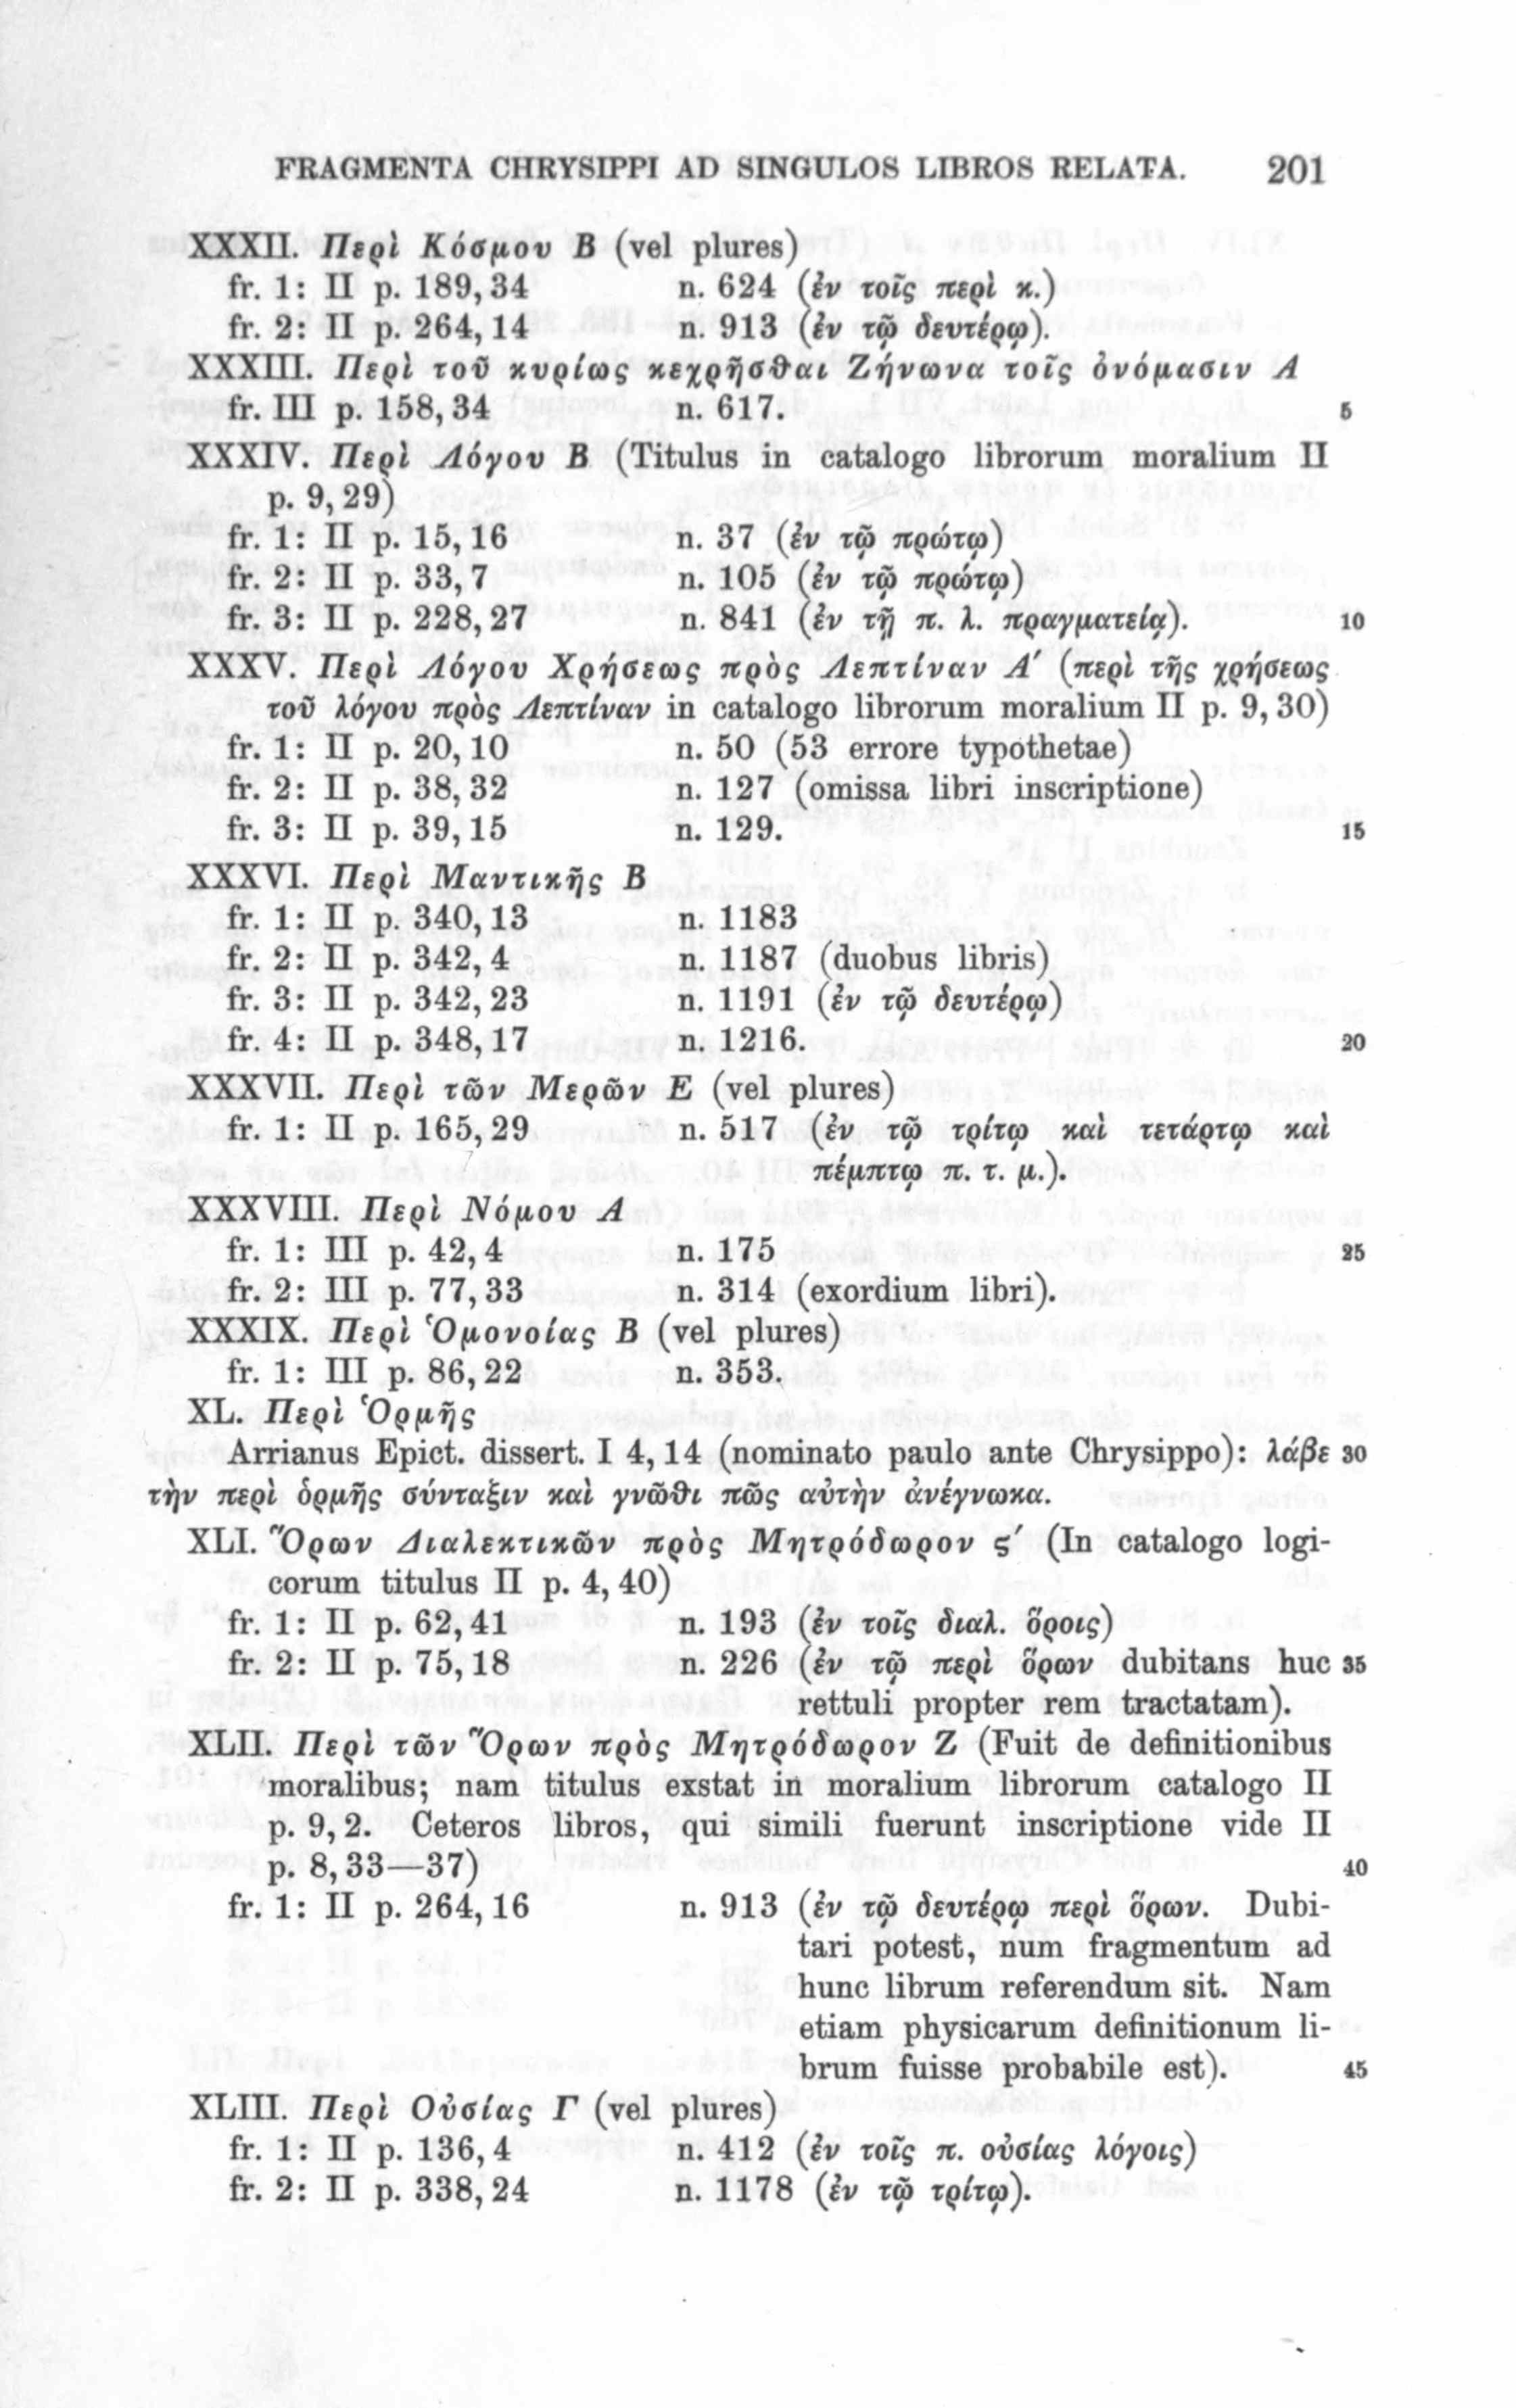 FRAGMENTA CHRYSIPPI AD SINGULOS LIBROS RELATA. 201
XXXII. Περὶ Κόσμου Β (vel plures)
fr. 1: II p. 189,34 n. 624 (ἐν τοῖς περὶ κ.)
fr. 2: II p. 264,14 n. 913 (ἐν τῷ δευτέρῳ).
XXXIII. Περὶ τοῦ κυρίως κεχρῆσθαι Ζήνωνα τοῖς ὀνόμασιν Α
fr. III p. 158,34 n. 617. 5
XXXIV. Περὶ Λόγου Β (Titulus in catalogo librorum moralium II
p. 9,29)
fr. 1: II p. 15,16 n. 37 (ἐν τῷ πρώτῳ)
fr. 2: II p. 33,7 n. 105 (ἐν τῷ πρώτῳ)
fr. 3: II p. 228,27 n. 841 (ἐν τῇ π. λ. πραγματείᾳ). 10
XXXV. Περὶ Λόγου Χρήσεως πρὸς Λεπτίναν Α′ (περὶ τῆς χρήσεως
τοῦ λόγου πρὸς Λεπτίναν in catalogo librorum moralium II p. 9,30)
fr. 1: II p. 20,10 n. 50 (53 errore typothetae)
fr. 2: II p. 38,32 n. 127 (omissa libri inscriptione)
fr. 3: II p. 39,15 n. 129. 15
XXXVI. Περὶ Μαντικῆς Β
fr. 1: II p. 340,13 n. 1183
fr. 2: II p. 342,4 n. 1187 (duobus libris)
fr. 3: II p. 342,23 n. 1191 (ἐν τῷ δευτέρῳ)
fr. 4: II p. 348,17 n. 1216. 20
XXXVII. Περὶ τῶν Μερῶν Ε (vel plures)
fr. 1: II p. 165,29 n. 517 (ἐν τῷ τρίτῳ καὶ τετάρτῳ καὶ
πέμπτῳ π. τ. μ.).
XXXVIII. Περὶ Νόμου Α
fr. 1: III p. 42,4 n. 175 25
fr. 2: III p. 77,33 n. 314 (exordium libri).
XXXIX. Περὶ Ὁμονοίας Β (vel plures)
fr. 1: III p. 86,22 n. 353.
XL. Περὶ Ὁρμῆς
Arrianus Epict. dissert. I 4, 14 (nominato paulo ante Chrysippo): λάβε 30
τὴν περὶ ὁρμῆς σύνταξιν καὶ γνῶθι πῶς αὐτὴν ἀνέγνωκα.
XLI. Ὅρων Διαλεκτικῶν πρὸς Μητρόδωρον ς′ (In catalogo logi-
corum titulus II p. 4,40)
fr. 1: II p. 62,41 n. 193 (ἐν τοῖς διαλ. ὅροις)
fr. 2: II p. 75,18 n. 226 (ἐν τῷ περὶ ὅρων dubitans huc 35
rettuli propter rem tractatam).
XLII. Περὶ τῶν Ὅρων πρὸς Μητρόδωρον Ζ (Fuit de definitionibus
moralibus; nam titulus exstat in moralium librorum catalogo II
p. 9,2. Ceteros libros, qui simili fuerunt inscriptione vide II
p. 8,33—37) 40
fr. 1: II p. 264,16 n. 913 (ἐν τῷ δευτέρῳ περὶ ὅρων. Dubi-
tari potest, num fragmentum ad
hunc librum referendum sit. Nam
etiam physicarum definitionum li-
brum fuisse probabile est). 45
XLIII. Περὶ Οὐσίας Γ (vel plures)
fr. 1: II p. 136,4 n. 412 (ἐν τοῖς π. οὐσίας λόγοις)
fr. 2: II p. 338,24 n. 1178 (ἐν τῷ τρίτῳ).